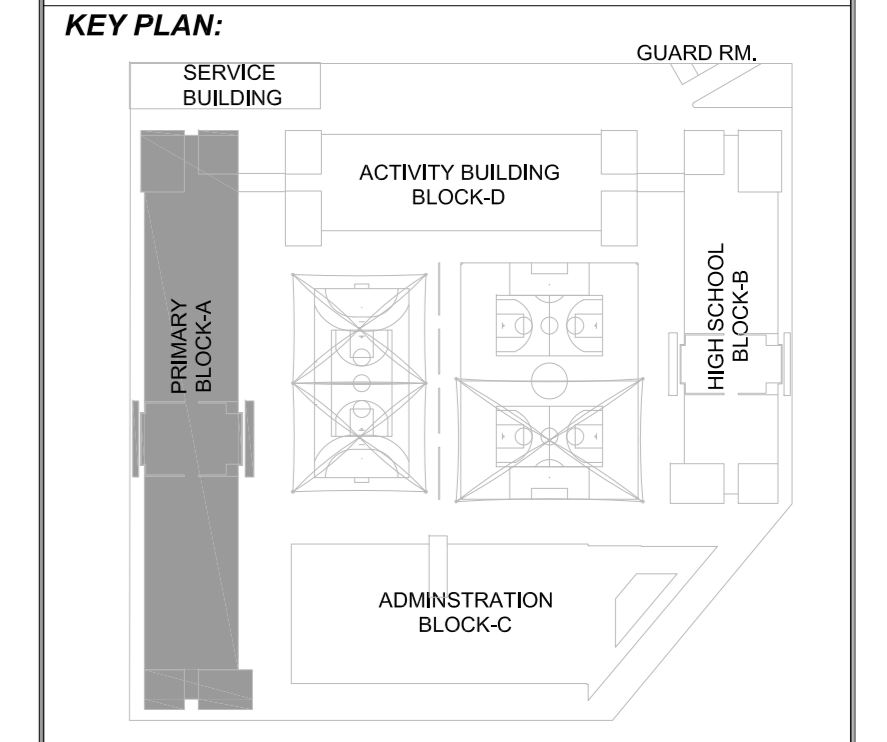 KEY PLAN:
GUARD RM.
SERVICE
BUILDING
ACTIVITY BUILDING
BLOCK-D
PRIMARY
BLOCK-A
HIGH SCHOOL
BLOCK-B
ADMINSTRATION
BLOCK-C